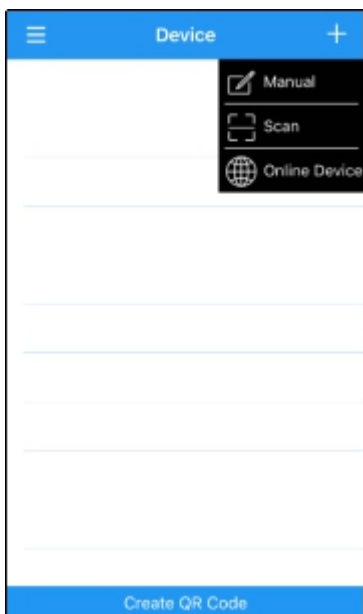 Device
Manual
Scan
Online Device
Create QR Code